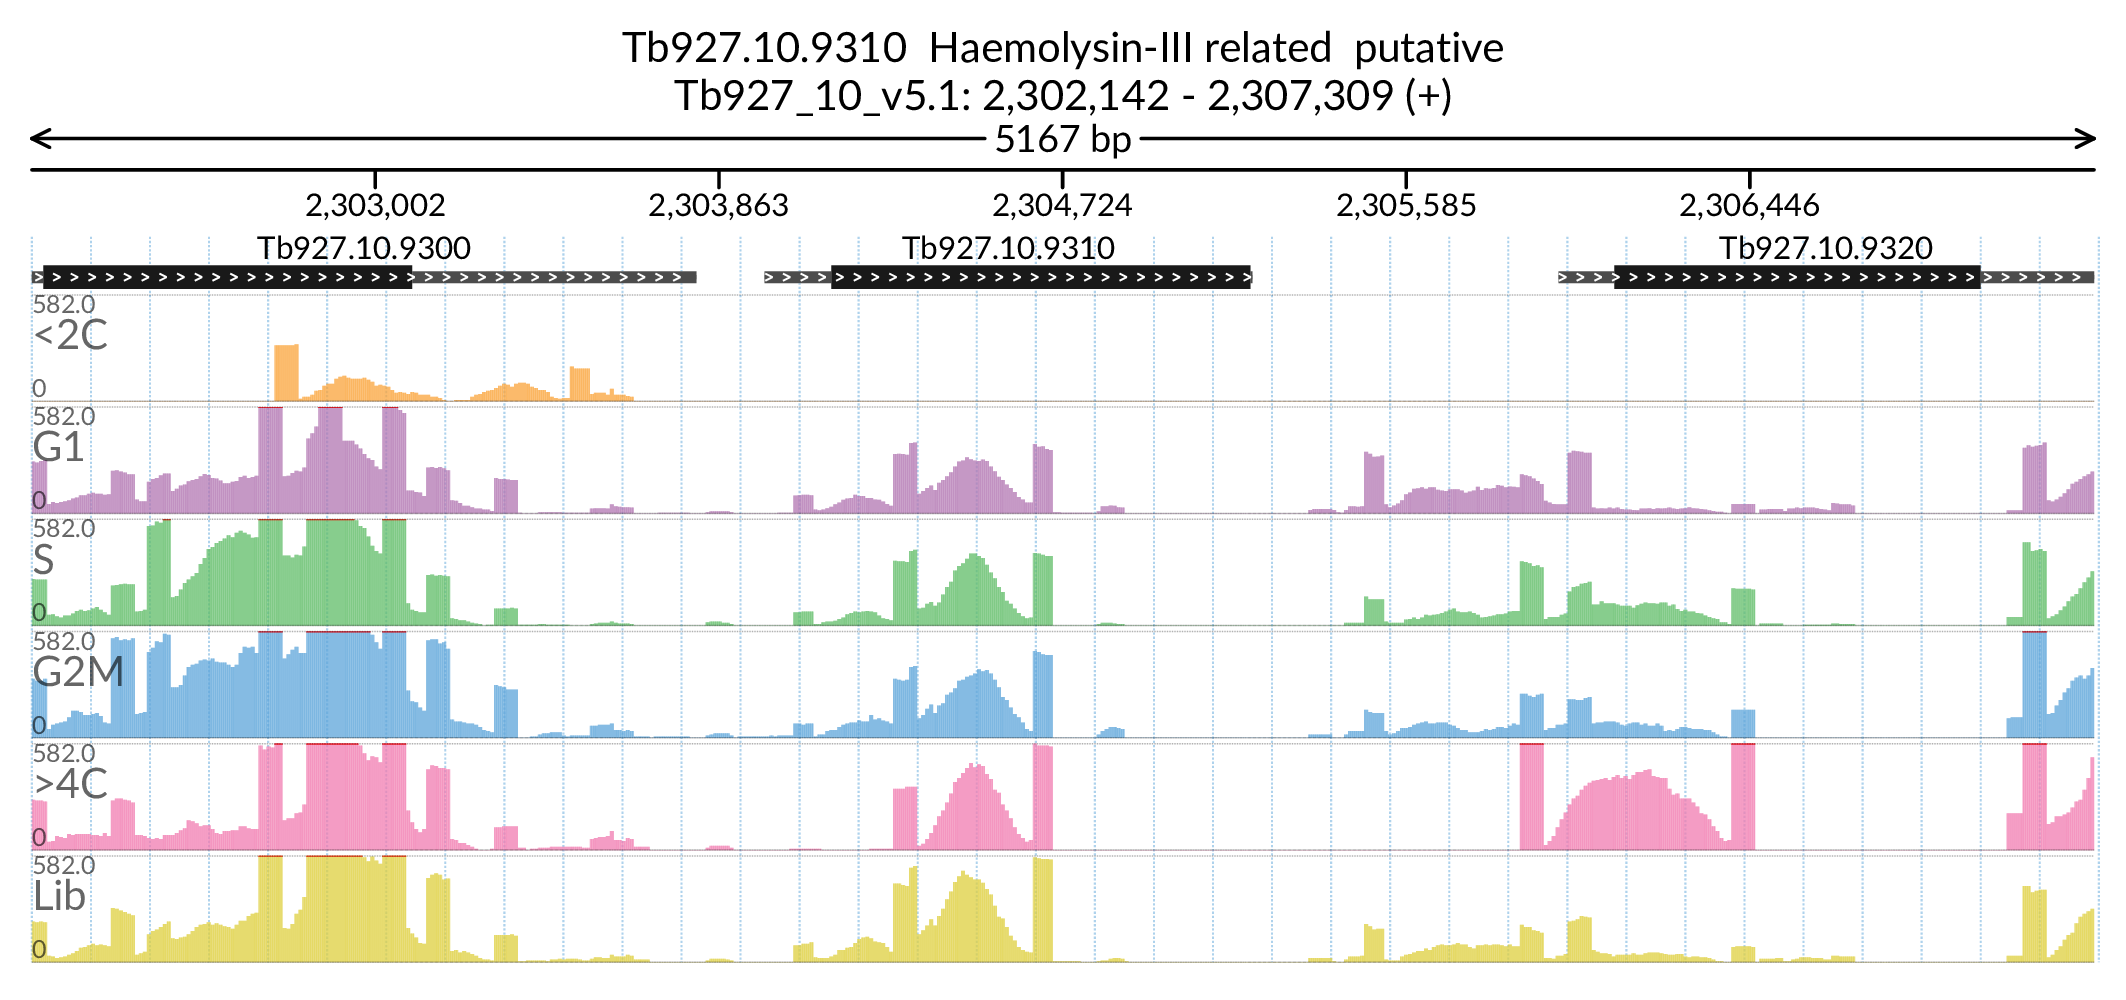 Tb927.10.9310  Haemolysin-III related  putative
Tb927_10_v5.1: 2,302,142 - 2,307,309 (+)
5167 bp
2,303,002 2,303,863 2,304,724 2,305,585 2,306,446
Tb927.10.9300 Tb927.10.9310 Tb927.10.9320
582.0
<2C
0
582.0
G1
0
582.0
S
0
582.0
G2M
0
582.0
>4C
0
582.0
Lib
0